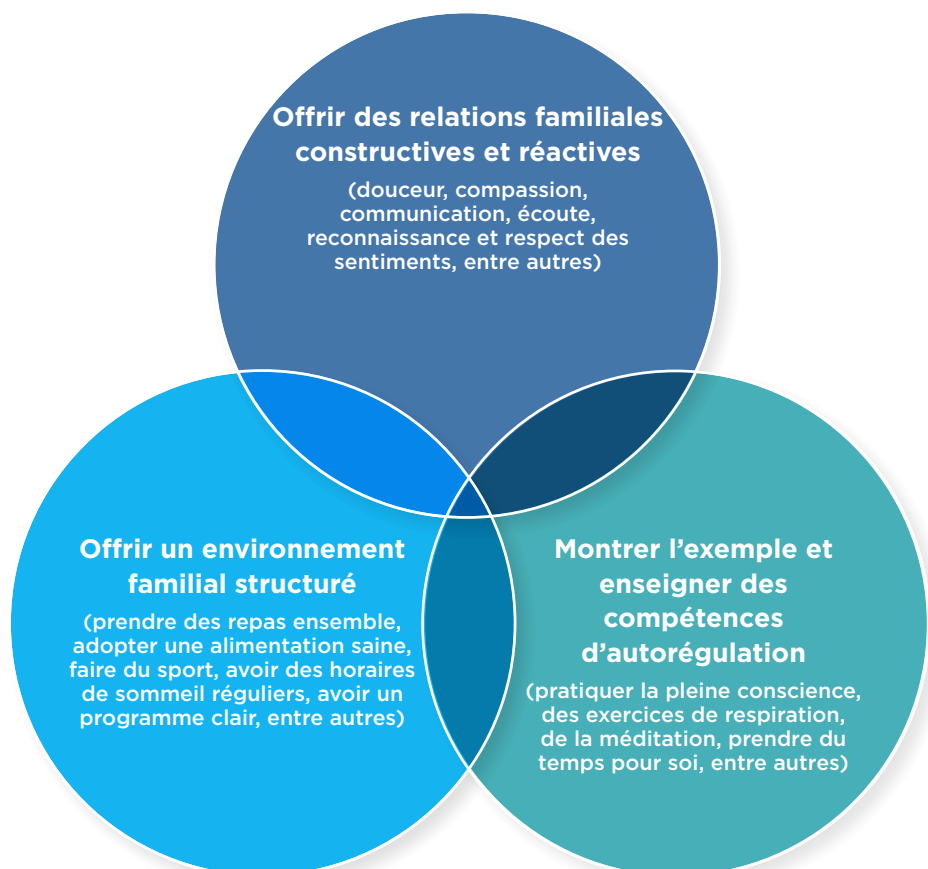 Offrir des relations familiales
constructives et réactives
(douceur, compassion,
communication, écoute,
reconnaissance et respect des
sentiments, entre autres)
Offrir un environnement
familial structuré
(prendre des repas ensemble,
adopter une alimentation saine,
faire du sport, avoir des horaires
de sommeil réguliers, avoir un
programme clair, entre autres)
Montrer l’exemple et
enseigner des
compétences
d’autorégulation
(pratiquer la pleine conscience,
des exercices de respiration,
de la méditation, prendre du
temps pour soi, entre autres)